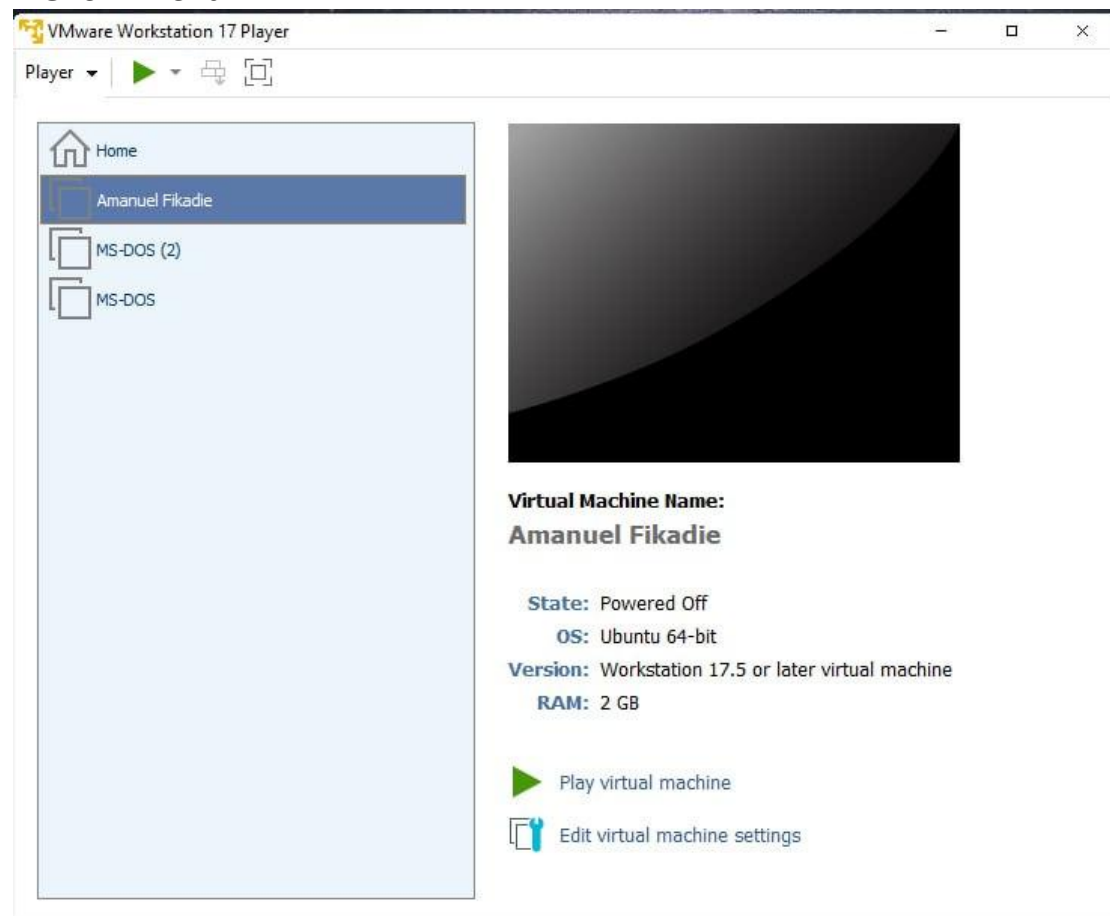 VMware Workstation 17 Player
Player
Home
Amanuel Fikadie
MS-DOS (2)
MS-DOS
Virtual Machine Name:
Amanuel Fikadie
State: Powered Off
OS: Ubuntu 64-bit
Version: Workstation 17.5 or later virtual machine
RAM: 2 GB
Play virtual machine
Edit virtual machine settings